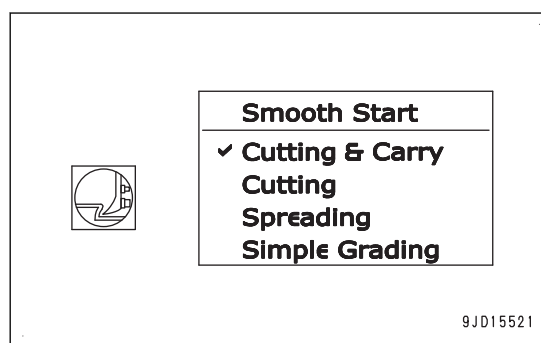 Smooth Start
✓ Cutting & Carry
Cutting
Spreading
Simple Grading
9JD15521